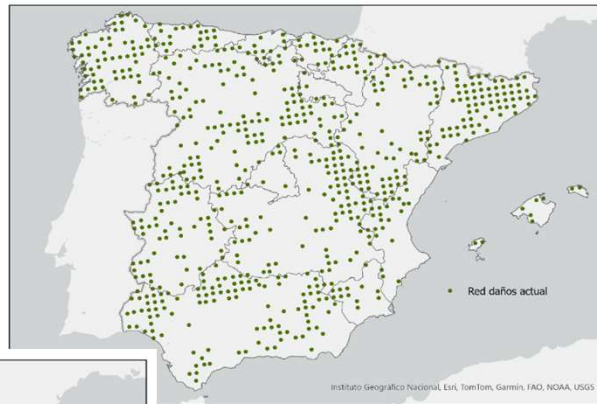 Red daños actual
Instituto Geográfico Nacional, Esri, TomTom, Garmin, FAO, NOAA, USGS